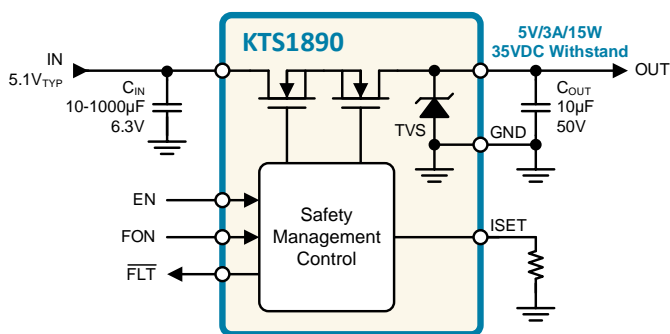 KTS1890
5V/3A/15W
35VDC Withstand
IN
5.1VTYP
CIN
10-1000µF
6.3V
OUT
COUT
10µF
50V
TVS
GND
EN
FON
FLT
Safety
Management
Control
ISET